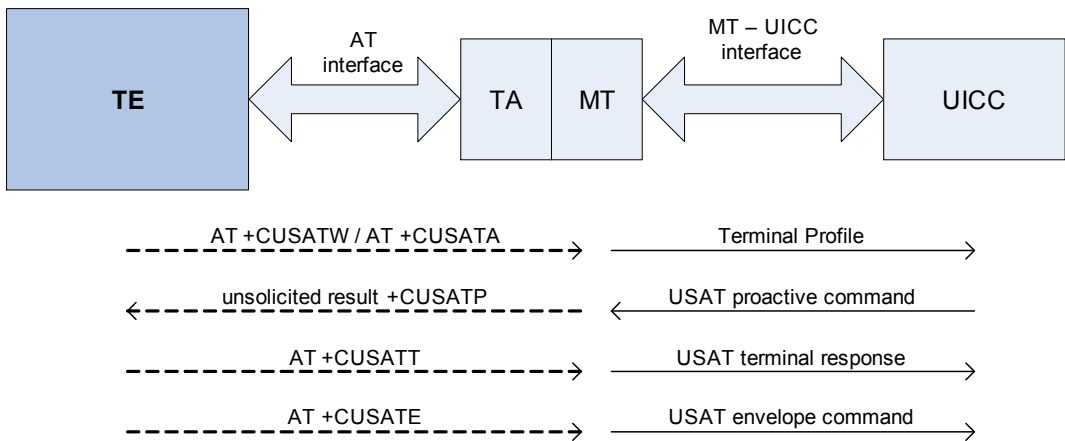 AT
interface
MT – UICC
interface
TE
TA
MT
UICC
AT +CUSATW / AT +CUSATA
Terminal Profile
unsolicited result +CUSATP
USAT proactive command
AT +CUSATT
USAT terminal response
AT +CUSATE
USAT envelope command